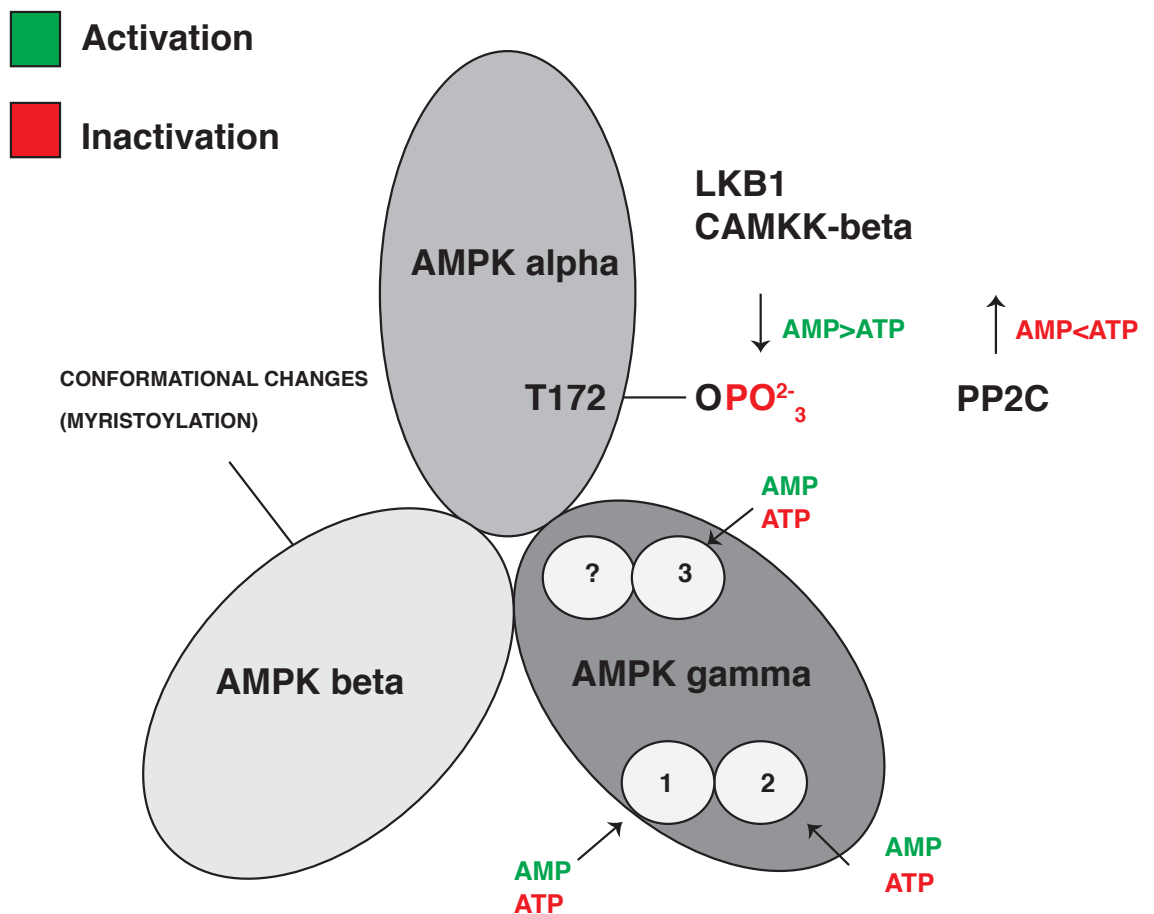 Activation
Inactivation
LKB1
CAMKK-beta
AMPK alpha
AMP>ATP
AMP<ATP
CONFORMATIONAL CHANGES
(MYRISTOYLATION)
T172
OPO²⁻₃
PP2C
AMP
ATP
?
3
AMPK beta
AMPK gamma
1
2
AMP
ATP
AMP
ATP